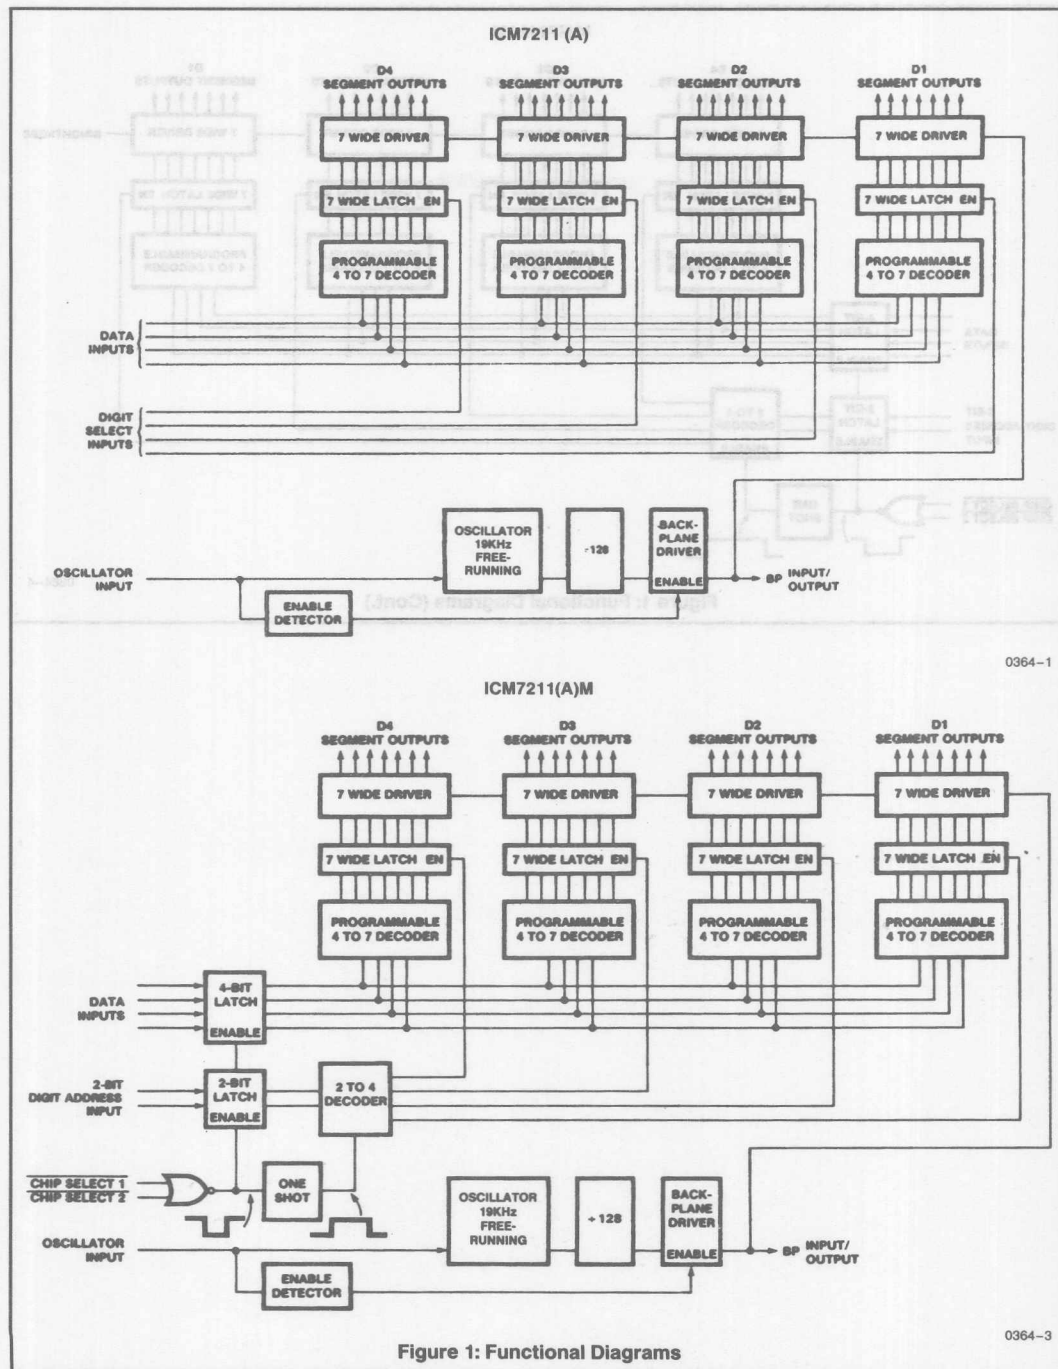 ICM7211 (A)
D4 D3 D2 D1
SEGMENT OUTPUTS SEGMENT OUTPUTS SEGMENT OUTPUTS SEGMENT OUTPUTS
7 WIDE DRIVER 7 WIDE DRIVER 7 WIDE DRIVER 7 WIDE DRIVER
7 WIDE LATCH EN 7 WIDE LATCH EN 7 WIDE LATCH EN 7 WIDE LATCH EN
PROGRAMMABLE PROGRAMMABLE PROGRAMMABLE PROGRAMMABLE
4 TO 7 DECODER 4 TO 7 DECODER 4 TO 7 DECODER 4 TO 7 DECODER
DATA
INPUTS
DIGIT
SELECT
INPUTS
OSCILLATOR
19KHz
FREE-
RUNNING
-128
BACK-
PLANE
DRIVER
ENABLE
OSCILLATOR
INPUT
ENABLE
DETECTOR
BP INPUT/
OUTPUT
0364-1
ICM7211(A)M
D4 D3 D2 D1
SEGMENT OUTPUTS SEGMENT OUTPUTS SEGMENT OUTPUTS SEGMENT OUTPUTS
7 WIDE DRIVER 7 WIDE DRIVER 7 WIDE DRIVER 7 WIDE DRIVER
7 WIDE LATCH EN 7 WIDE LATCH EN 7 WIDE LATCH EN 7 WIDE LATCH EN
PROGRAMMABLE PROGRAMMABLE PROGRAMMABLE PROGRAMMABLE
4 TO 7 DECODER 4 TO 7 DECODER 4 TO 7 DECODER 4 TO 7 DECODER
DATA
INPUTS
4-BIT
LATCH
ENABLE
2-BIT
DIGIT ADDRESS
INPUT
2-BIT
LATCH
ENABLE
2 TO 4
DECODER
CHIP SELECT 1
CHIP SELECT 2
ONE
SHOT
OSCILLATOR
19KHz
FREE-
RUNNING
÷ 128
BACK-
PLANE
DRIVER
ENABLE
OSCILLATOR
INPUT
ENABLE
DETECTOR
BP INPUT/
OUTPUT
0364-3
Figure 1: Functional Diagrams